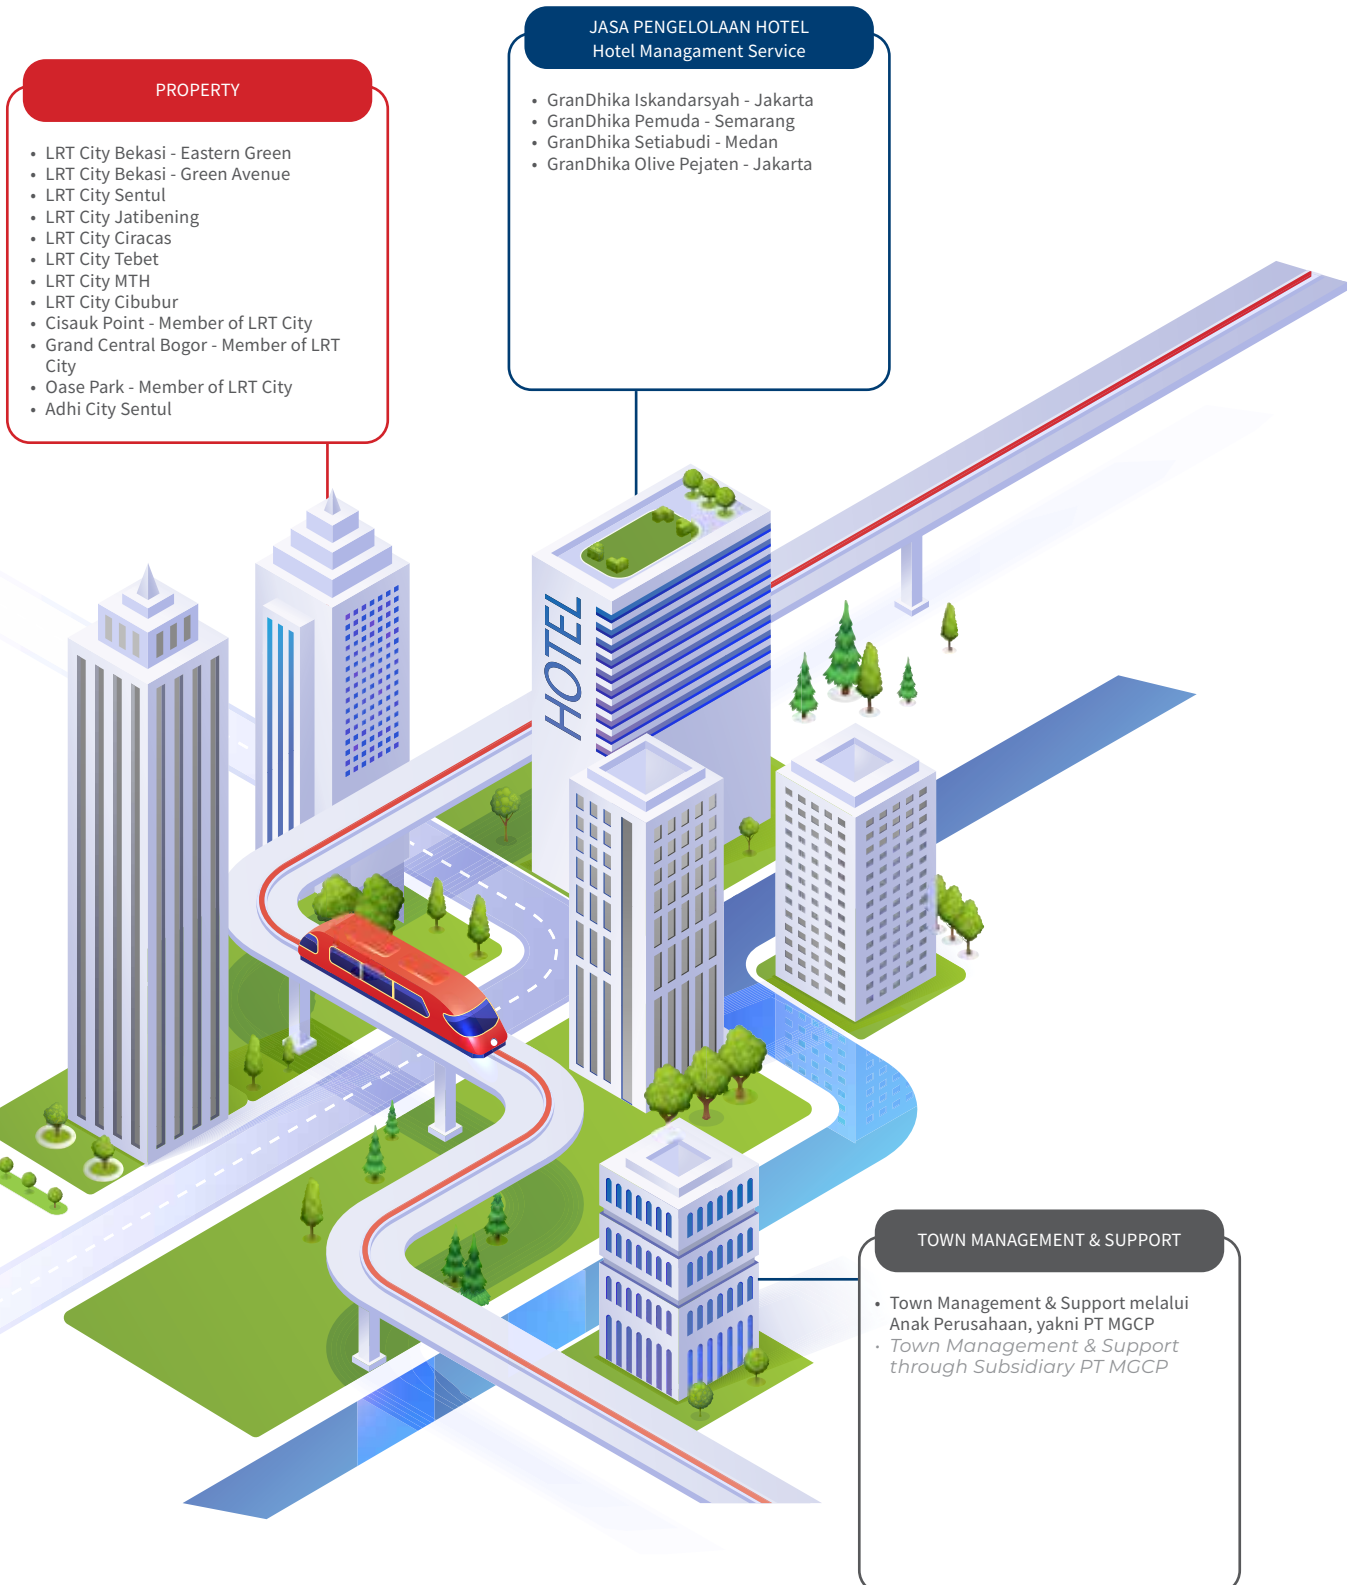 PROPERTY
• LRT City Bekasi - Eastern Green
• LRT City Bekasi - Green Avenue
• LRT City Sentul
• LRT City Jatibening
• LRT City Ciracas
• LRT City Tebet
• LRT City MTH
• LRT City Cibubur
• Cisauk Point - Member of LRT City
• Grand Central Bogor - Member of LRT
City
• Oase Park - Member of LRT City
• Adhi City Sentul
JASA PENGELOLAAN HOTEL
Hotel Managament Service
• GranDhika Iskandarsyah - Jakarta
• GranDhika Pemuda - Semarang
• GranDhika Setiabudi - Medan
• GranDhika Olive Pejaten - Jakarta
HOTEL
TOWN MANAGEMENT & SUPPORT
• Town Management & Support melalui
Anak Perusahaan, yakni PT MGCP
• Town Management & Support
through Subsidiary PT MGCP